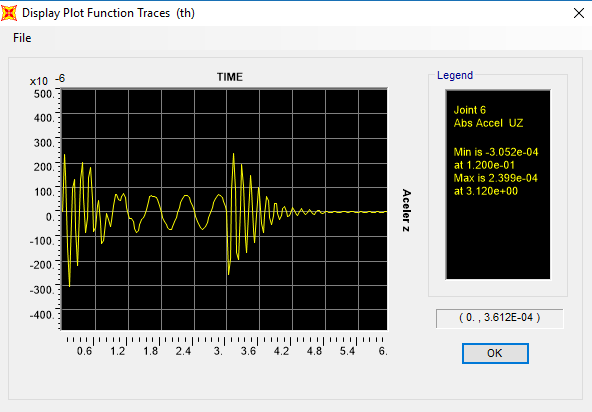 Display Plot Function Traces (th)
File
x10 -6
TIME
500.
400.
300.
200.
100.
0.
-100.
-200.
-300.
-400.
0.6 1.2 1.8 2.4 3. 3.6 4.2 4.8 5.4 6.
Aceler z
Legend
Joint 6
Abs Accel UZ
Min is -3.052e-04
at 1.200e-01
Max is 2.399e-04
at 3.120e+00
( 0. , 3.612E-04 )
OK